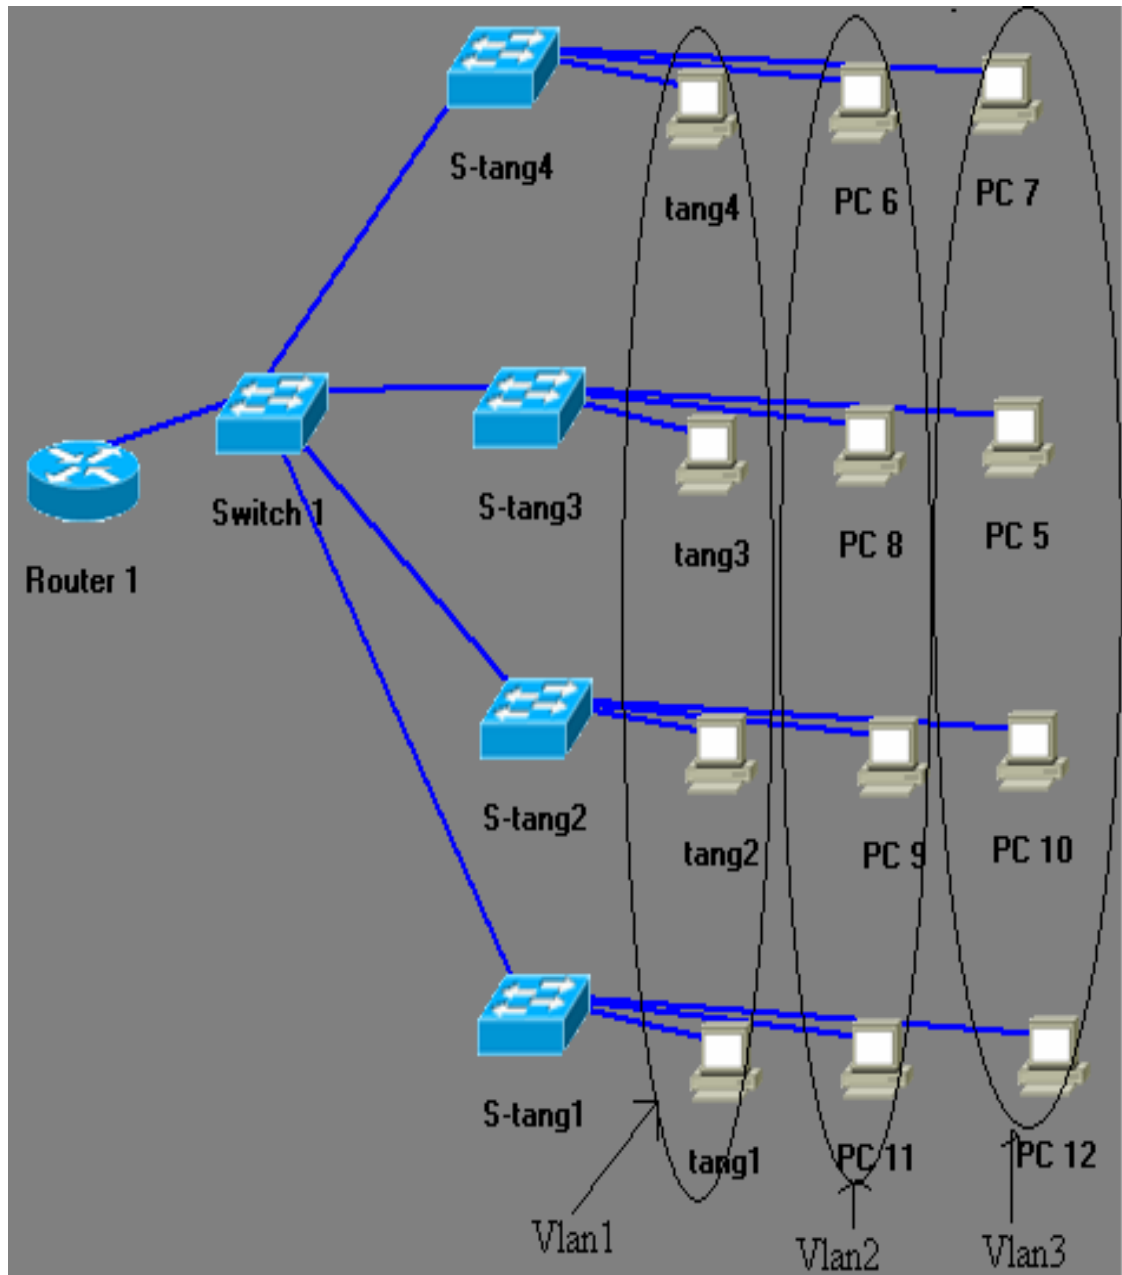 S-tang4
tang4
PC 6
PC 7
Switch 1
Router 1
S-tang3
tang3
PC 8
PC 5
S-tang2
tang2
PC 9
PC 10
S-tang1
tang1
PC 11
PC 12
Vlan1
Vlan2
Vlan3